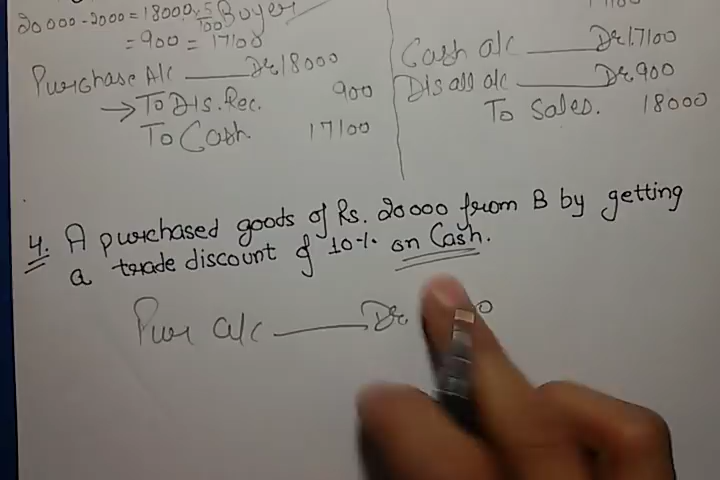 20000-2000=18000×5/100 Buyer
=900=17100
Purchase A/c ——— Dr 18000
→ To Dis. Rec. 900
To Cash 17100
Cash a/c ——— Dr 17100
Dis all a/c ——— Dr 900
To Sales. 18000
4. A purchased goods of Rs. 20000 from B by getting
a trade discount of 10% on Cash.
Pur a/c ——— Dr